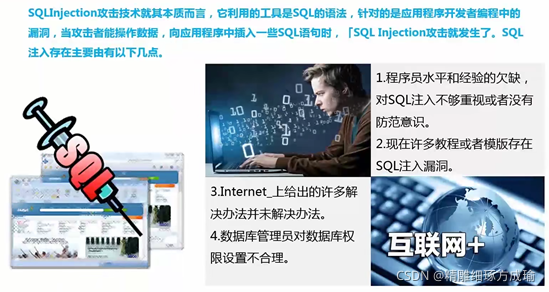 SQLInjection攻击技术就其本质而言，它利用的工具是SQL的语法，针对的是应用程序开发者编程中的
漏洞，当攻击者能操作数据，向应用程序中插入一些SQL语句时，「SQL Injection攻击就发生了。SQL
注入存在主要由有以下几点。
SQL
1.程序员水平和经验的欠缺，
对SQL注入不够重视或者没有
防范意识。
2.现在许多教程或者模版存在
SQL注入漏洞。
3.Internet_上给出的许多解
决办法并未解决办法。
4.数据库管理员对数据库权
限设置不合理。
互联网+
CSDN @精雕细琢方成瑜